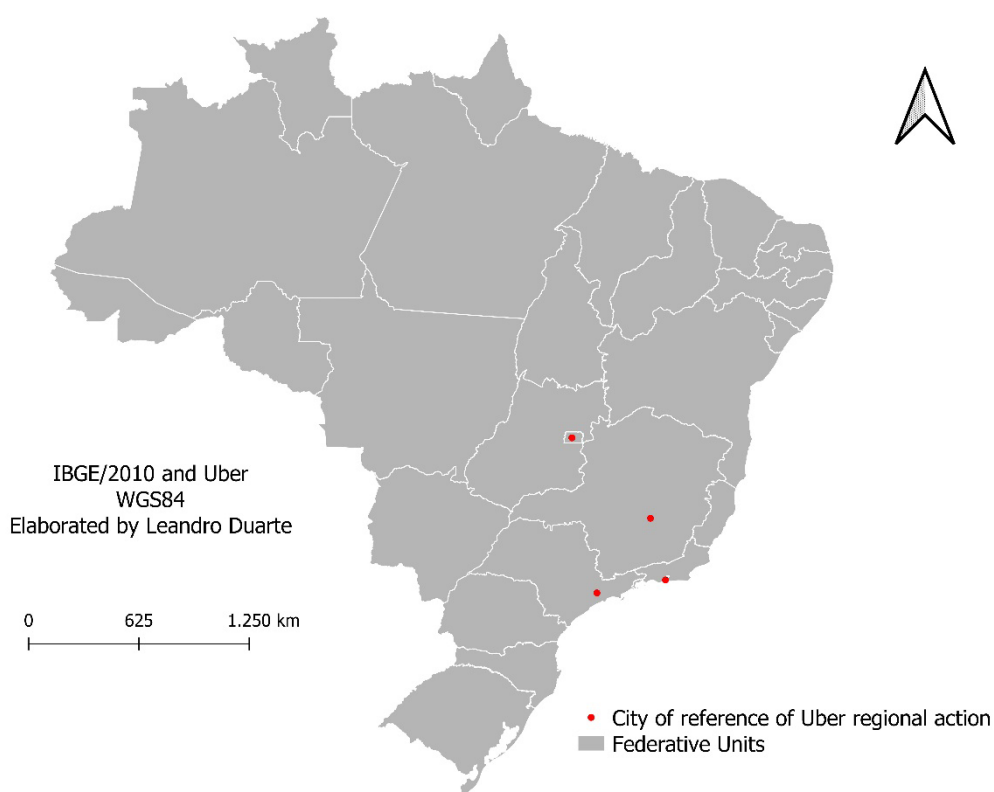 IBGE/2010 and Uber
WGS84
Elaborated by Leandro Duarte
0 625 1.250 km
City of reference of Uber regional action
Federative Units